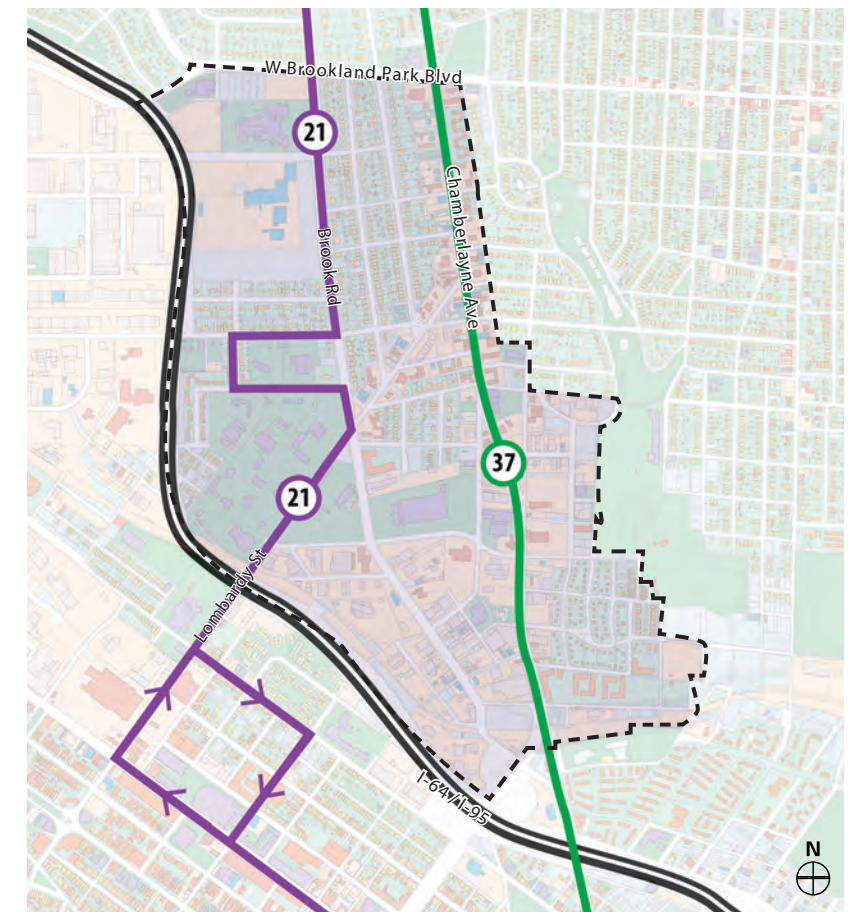 W Brookland Park Blvd
21
Chamberlayne Ave
Brook Rd
37
21
Lombardy St
I-64 / I-95
N